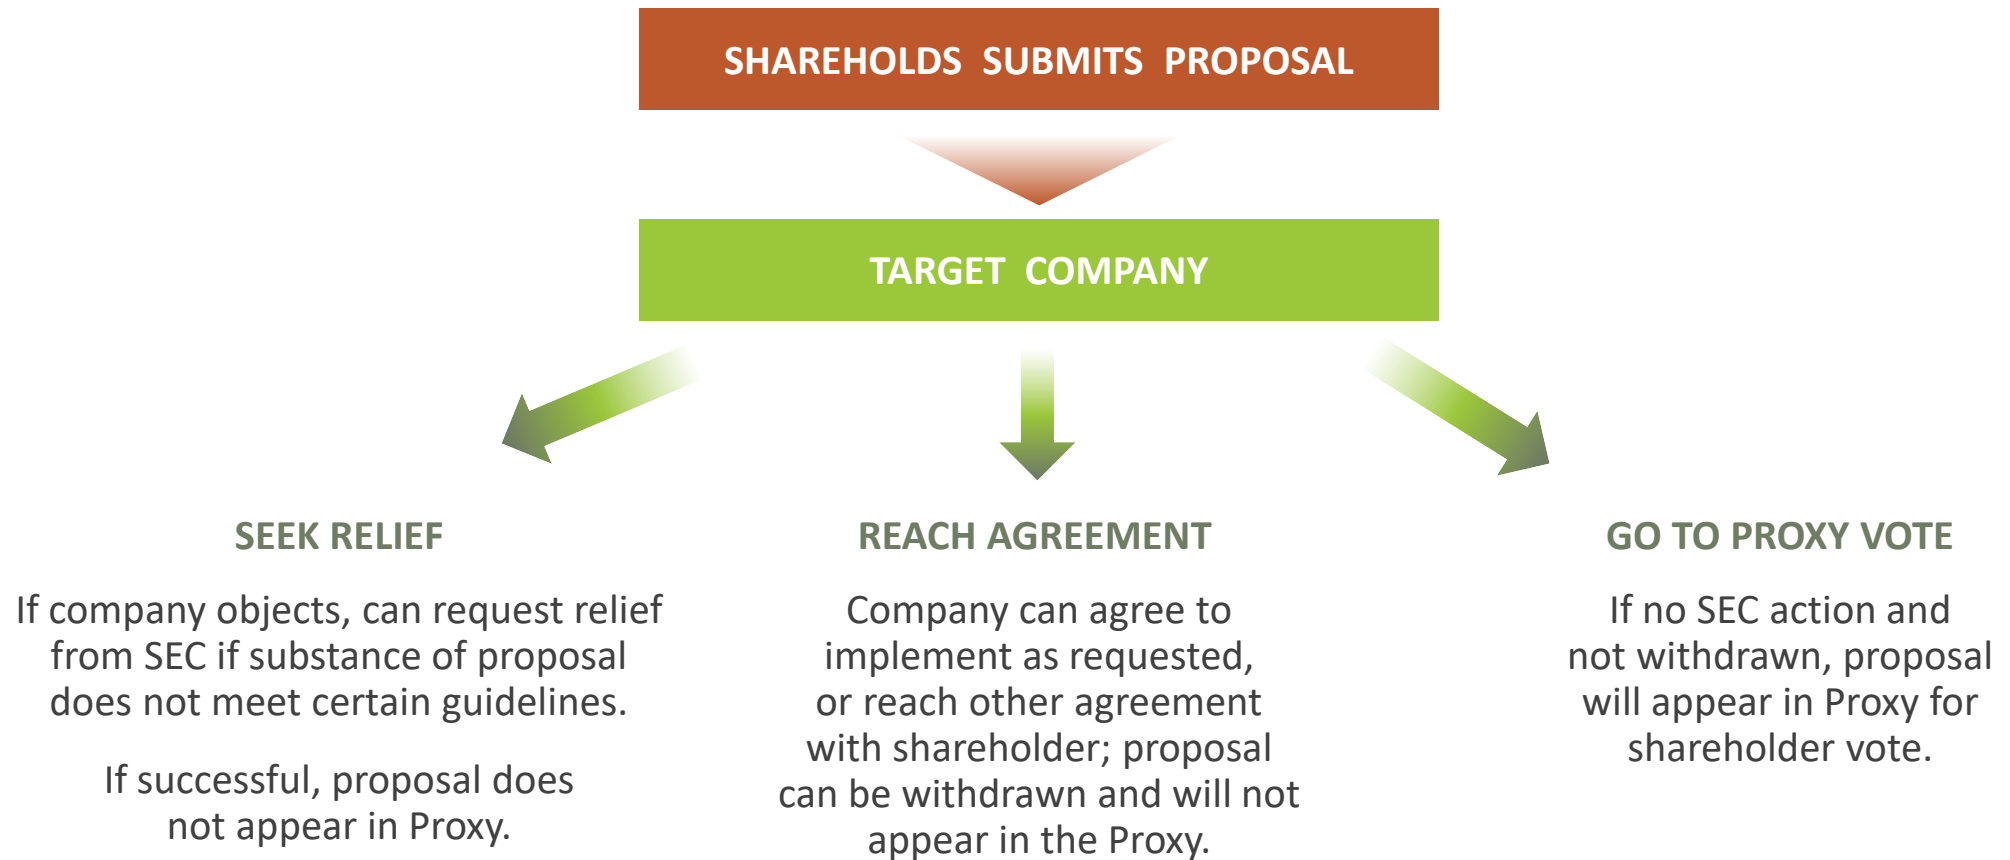 SHAREHOLDS SUBMITS PROPOSAL
TARGET COMPANY
SEEK RELIEF
If company objects, can request relief
from SEC if substance of proposal
does not meet certain guidelines.
If successful, proposal does
not appear in Proxy.
REACH AGREEMENT
Company can agree to
implement as requested,
or reach other agreement
with shareholder; proposal
can be withdrawn and will not
appear in the Proxy.
GO TO PROXY VOTE
If no SEC action and
not withdrawn, proposal
will appear in Proxy for
shareholder vote.